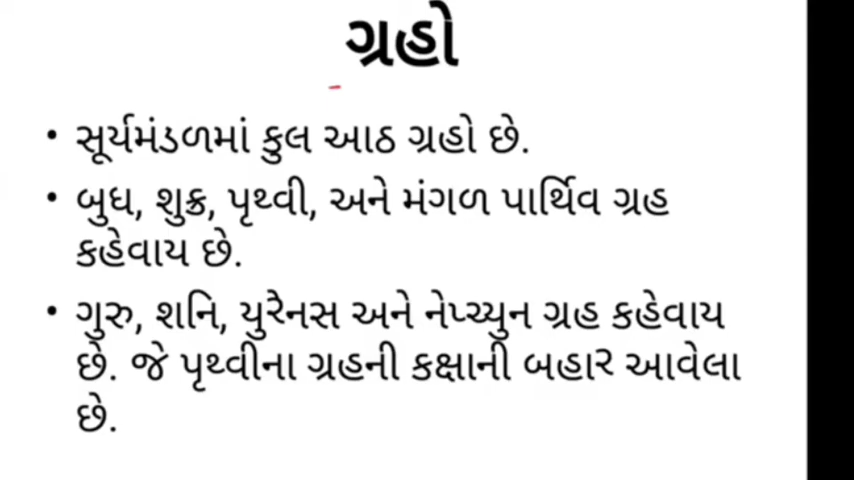 ગ્રહો
• સૂર્યમંડળમાં કુલ આઠ ગ્રહો છે.
• બુધ, શુક્ર, પૃથ્વી, અને મંગળ પાર્થિવ ગ્રહ
કહેવાય છે.
• ગુરુ, શનિ, યુરેનસ અને નેપ્ચ્યુન ગ્રહ કહેવાય
છે. જે પૃથ્વીના ગ્રહની કક્ષાની બહાર આવેલા
છે.